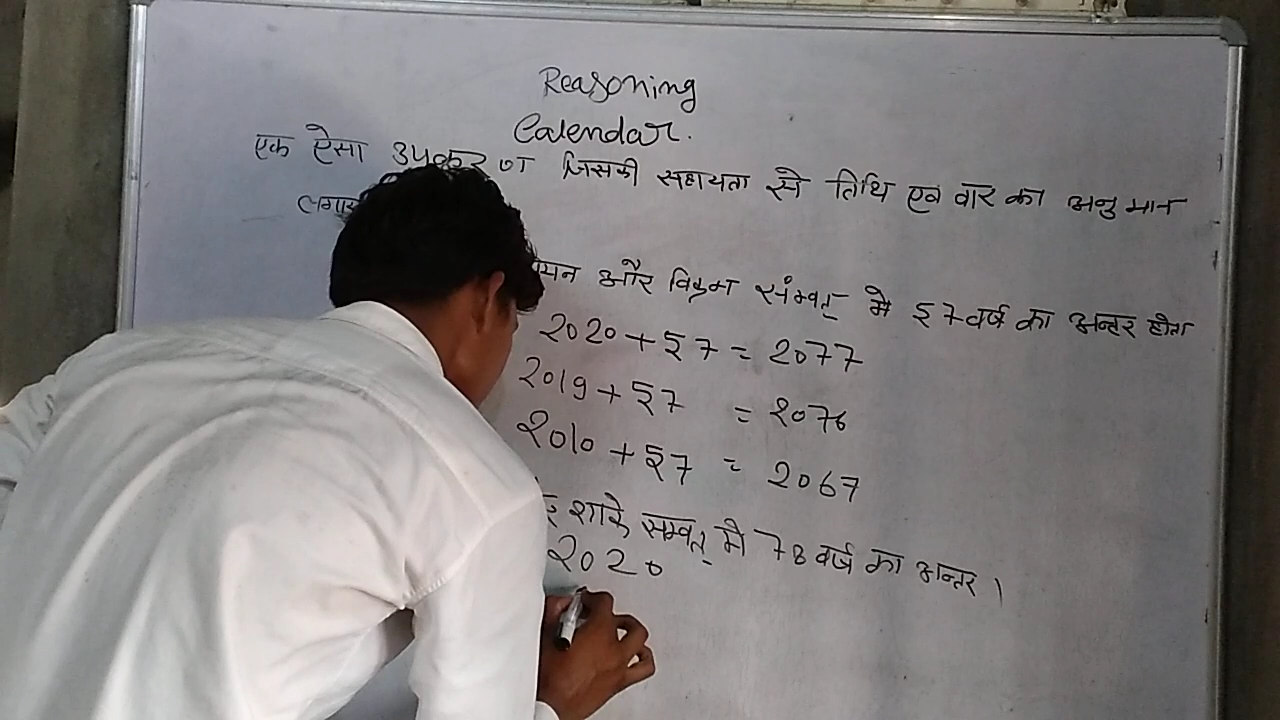 Reasoning
Calendar.
एक ऐसा उपकरण जिसकी सहायता से तिथि एवं वार का अनुमान
और विक्रम संम्वत् मे 57 वर्ष का अन्तर होता
2020 + 57 = 2077
2019 + 57 = 2076
2010 + 57 = 2067
शाके सम्वत् मे 78 वर्ष का अन्तर ।
2020